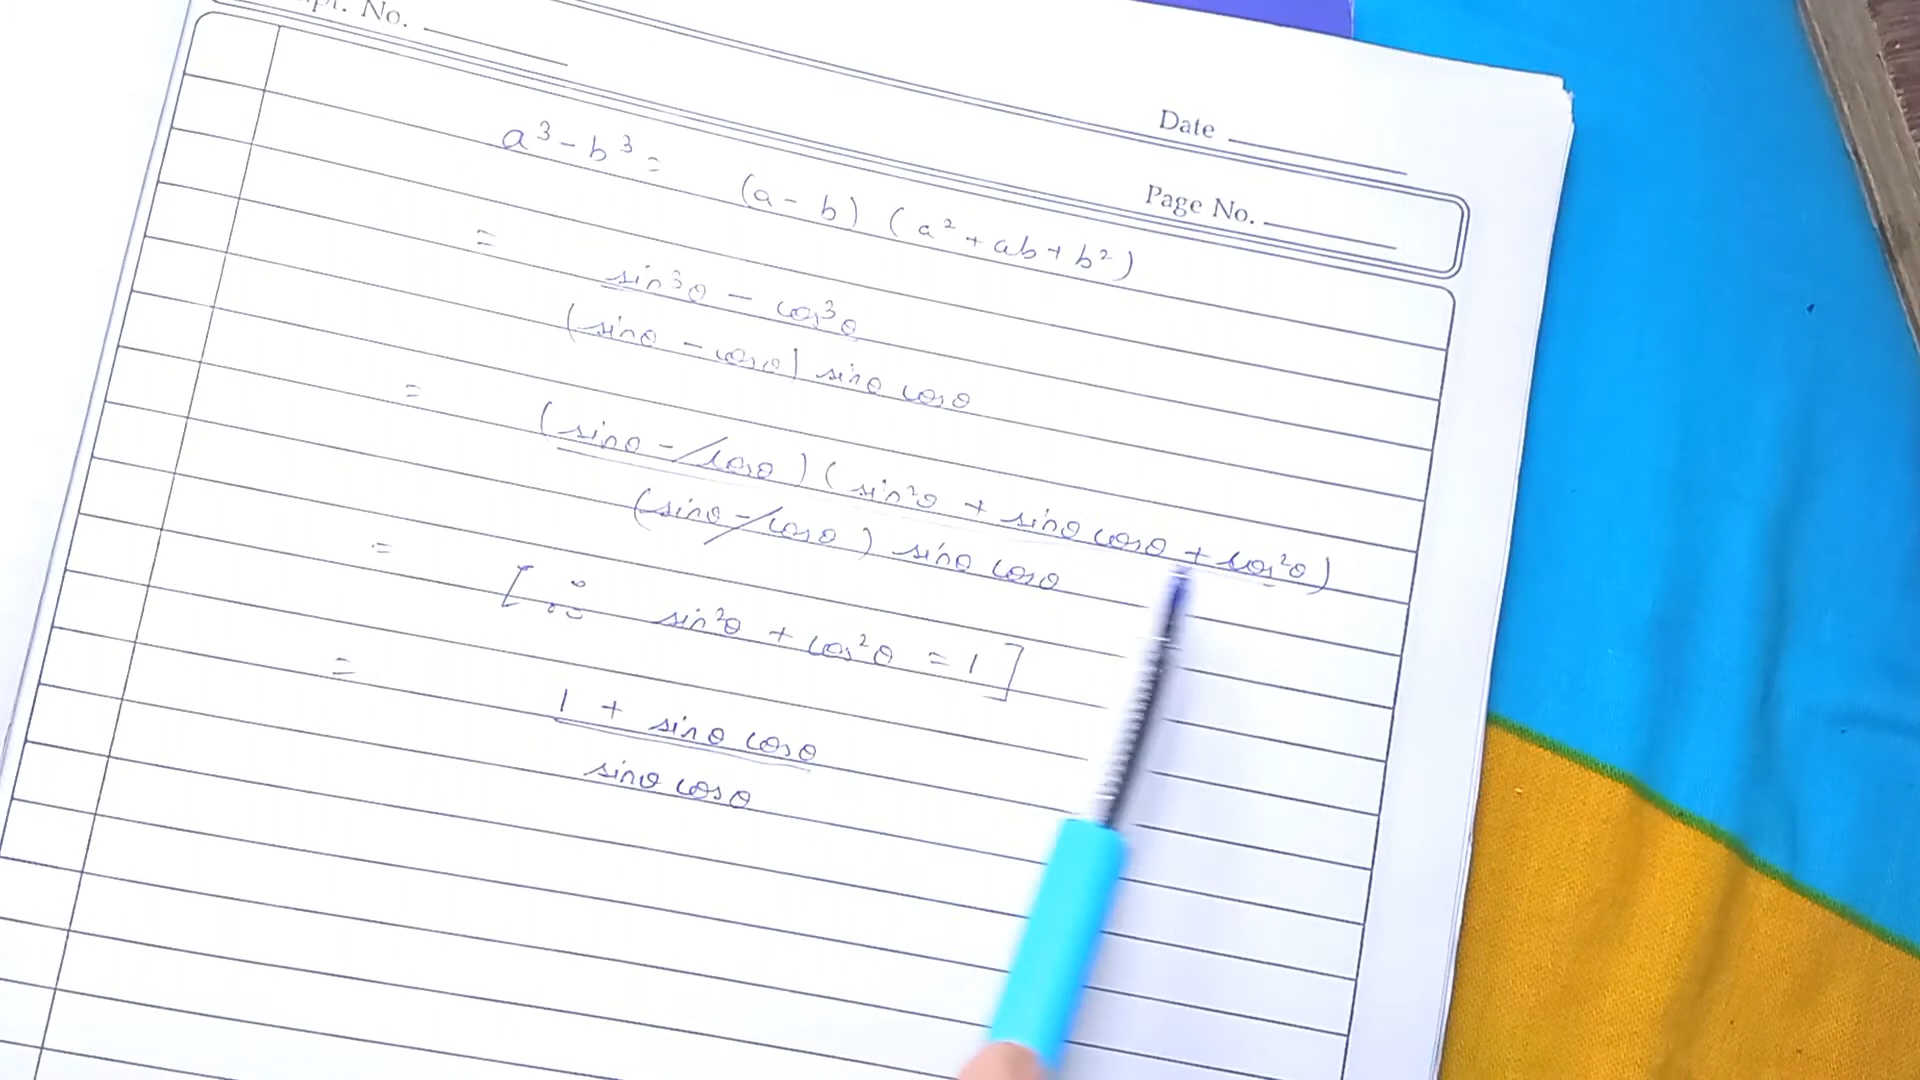 No.
Date
Page No.
a³ - b³ = (a - b) (a² + ab + b²)
= sin³θ - cos³θ
(sinθ - cosθ) sinθ cosθ
= (sinθ - cosθ) (sin²θ + sinθ cosθ + cos²θ)
(sinθ - cosθ) sinθ cosθ
=
[∵ sin²θ + cos²θ = 1]
= 1 + sinθ cosθ
sinθ cosθ